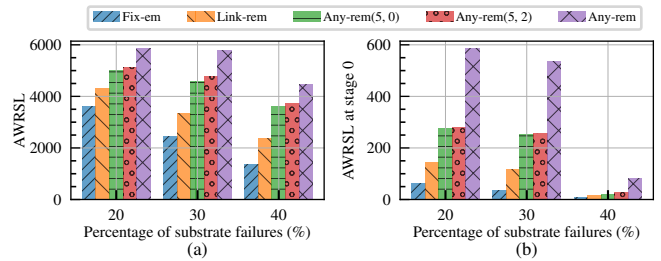 Fix-em Link-rem Any-rem(5, 0) Any-rem(5, 2) Any-rem
AWRSL
6000
4000
2000
0
20 30 40
Percentage of substrate failures (%)
(a)
AWRSL at stage 0
600
400
200
0
20 30 40
Percentage of substrate failures (%)
(b)